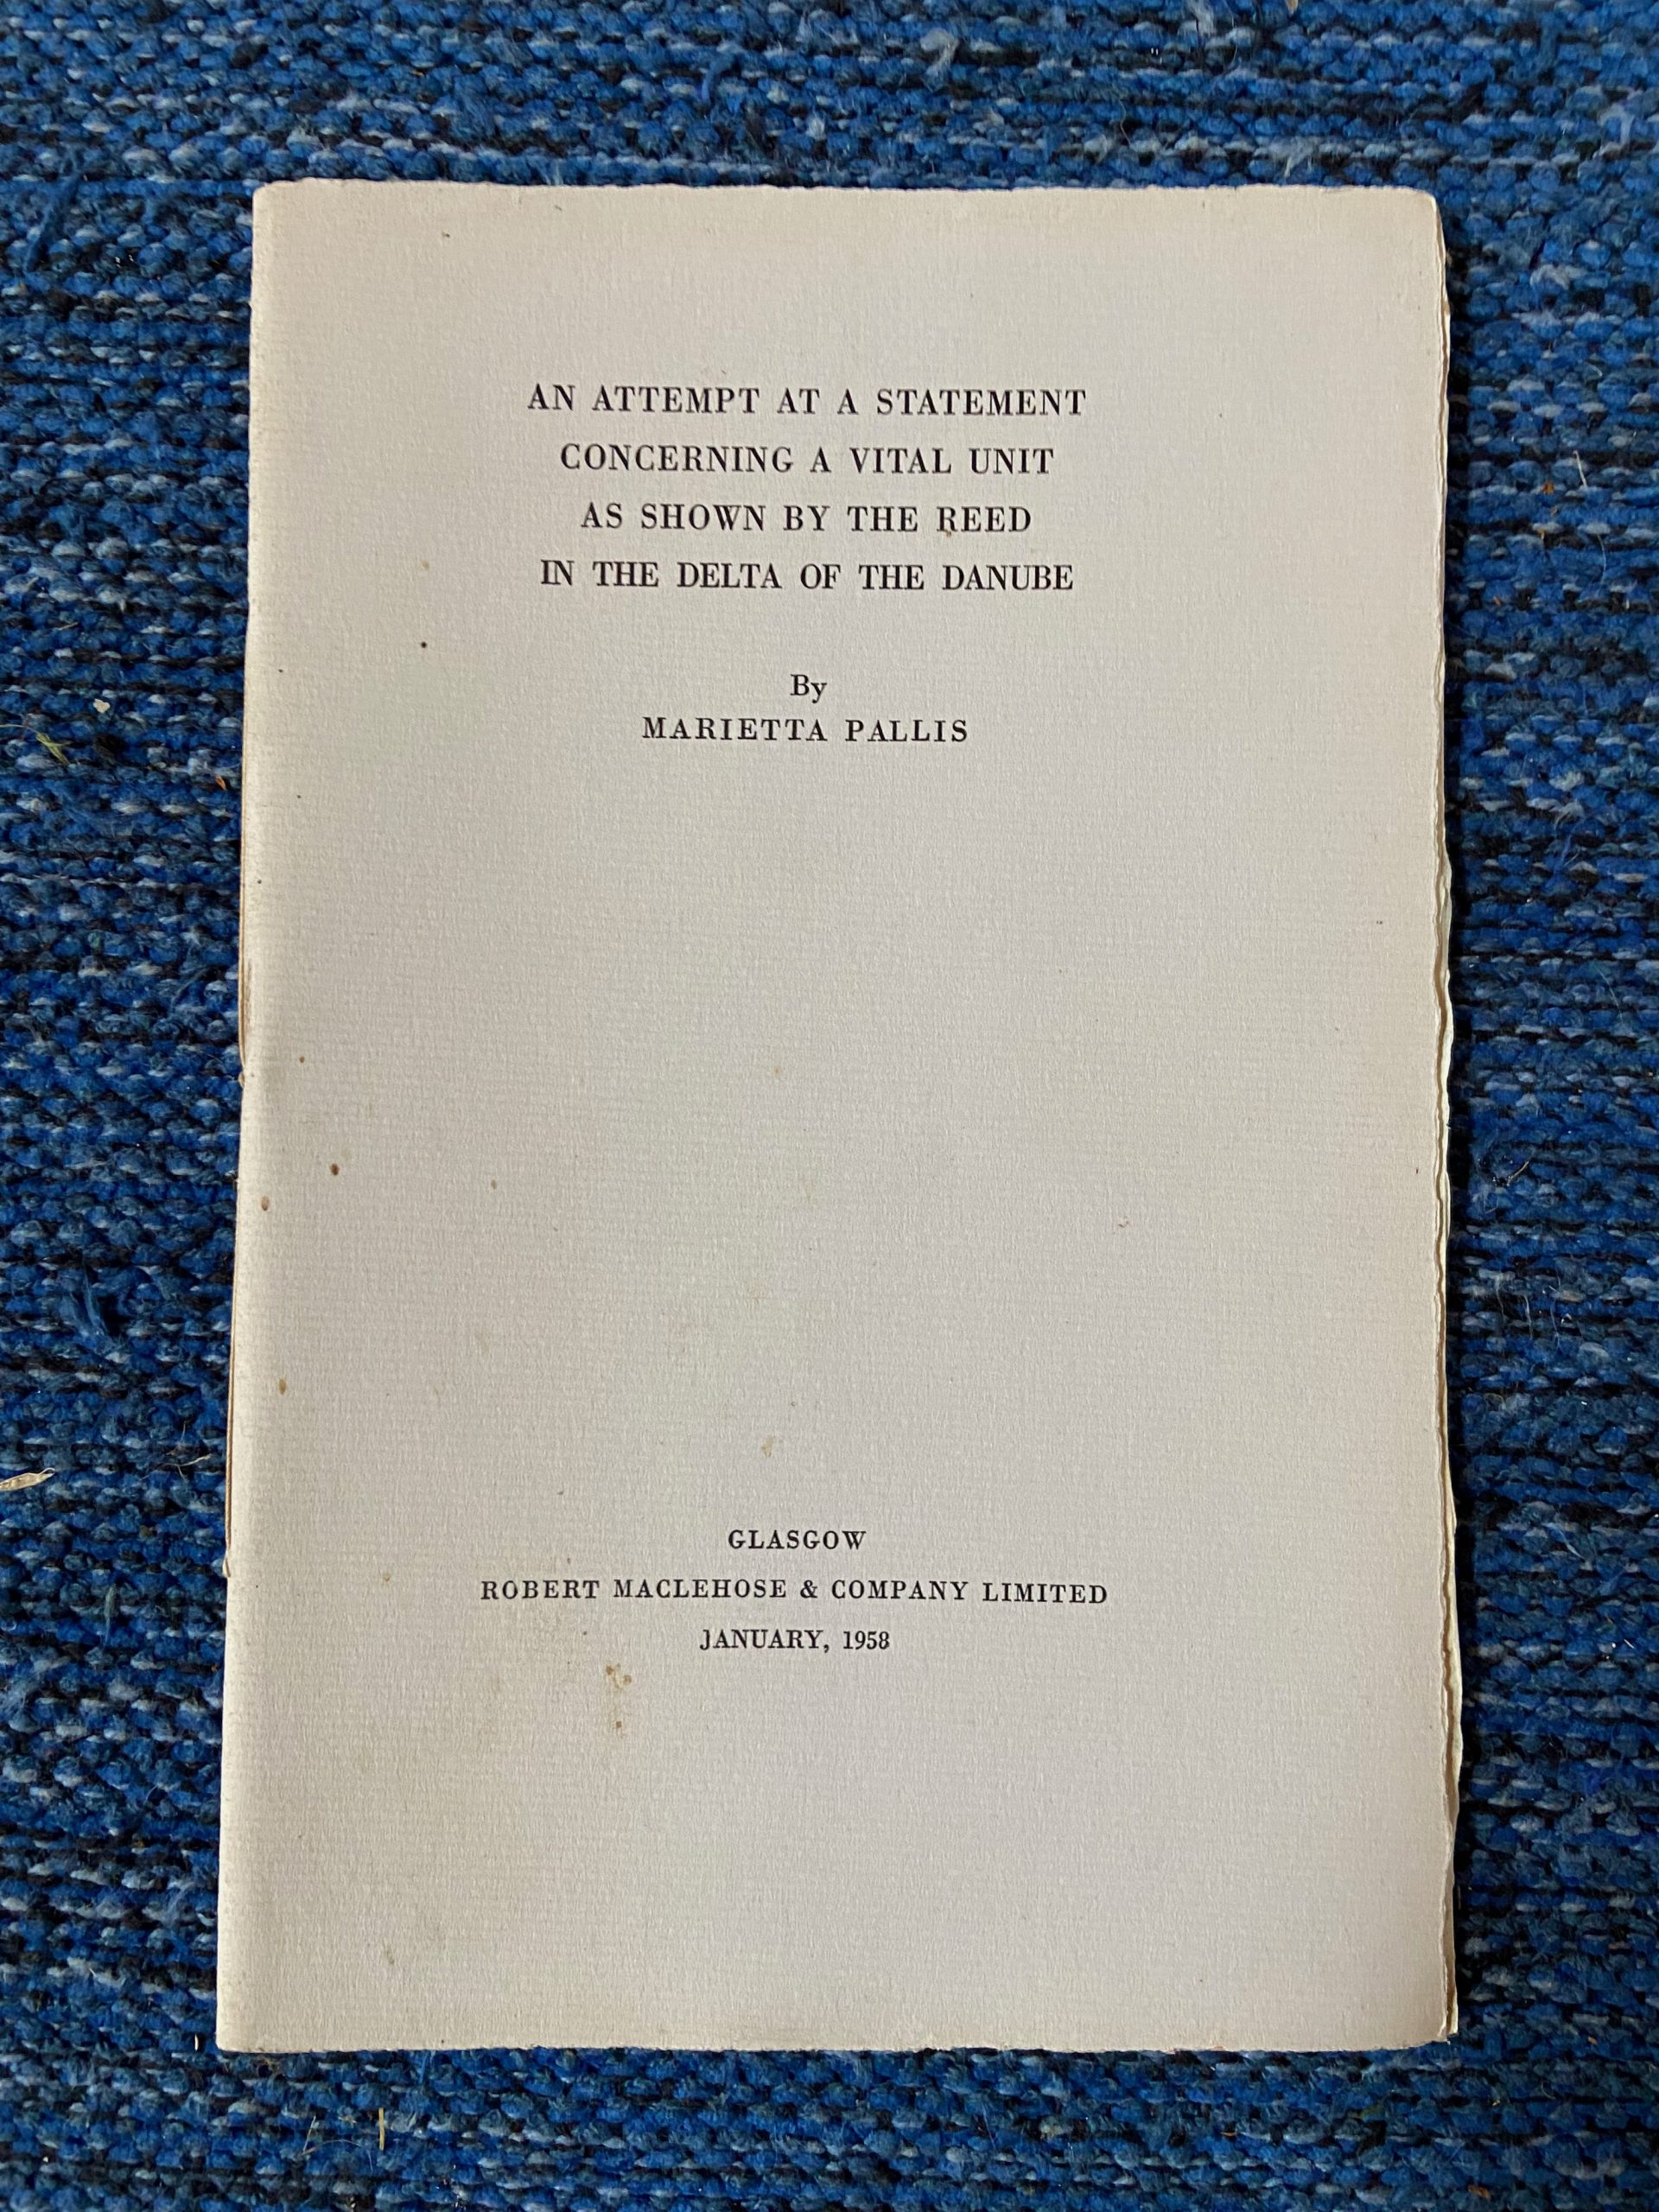 AN ATTEMPT AT A STATEMENT
CONCERNING A VITAL UNIT
AS SHOWN BY THE REED
IN THE DELTA OF THE DANUBE
By
MARIETTA PALLIS
GLASGOW
ROBERT MACLEHOSE & COMPANY LIMITED
JANUARY, 1958